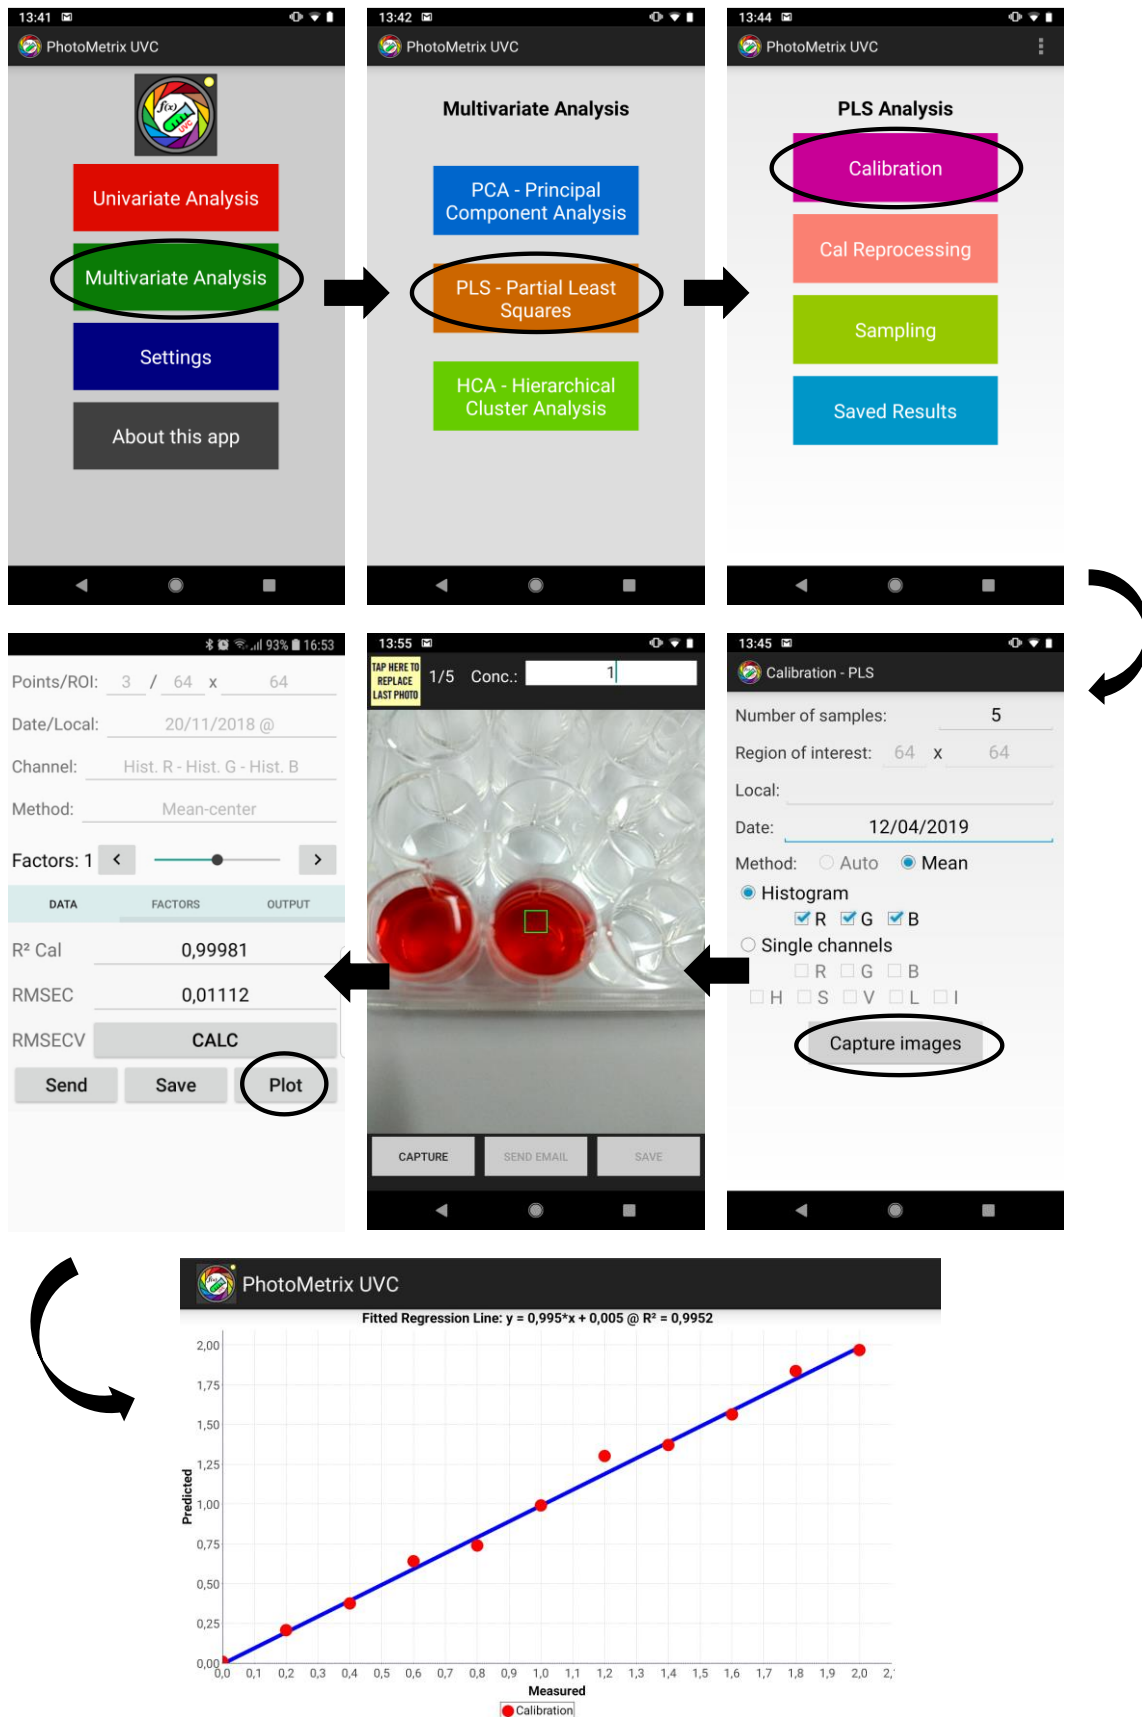 13:41
PhotoMetrix UVC
f(x)
UVC
Univariate Analysis
Multivariate Analysis
Settings
About this app
13:42
PhotoMetrix UVC
Multivariate Analysis
PCA - Principal
Component Analysis
PLS - Partial Least
Squares
HCA - Hierarchical
Cluster Analysis
13:44
PhotoMetrix UVC
PLS Analysis
Calibration
Cal Reprocessing
Sampling
Saved Results
13:45
Calibration - PLS
Number of samples: 5
Region of interest: 64 x 64
Local:
Date: 12/04/2019
Method: Auto Mean
Histogram
R G B
Single channels
R G B
H S V L I
Capture images
13:55
TAP HERE TO
REPLACE
LAST PHOTO
1/5 Conc.: 1
CAPTURE SEND EMAIL SAVE
93% 16:53
Points/ROI: 3 / 64 x 64
Date/Local: 20/11/2018 @
Channel: Hist. R - Hist. G - Hist. B
Method: Mean-center
Factors: 1 < >
DATA FACTORS OUTPUT
R² Cal 0,99981
RMSEC 0,01112
RMSECV CALC
Send Save Plot
PhotoMetrix UVC
Fitted Regression Line: y = 0,995*x + 0,005 @ R² = 0,9952
Predicted
2,00
1,75
1,50
1,25
1,00
0,75
0,50
0,25
0,00
0,0 0,1 0,2 0,3 0,4 0,5 0,6 0,7 0,8 0,9 1,0 1,1 1,2 1,3 1,4 1,5 1,6 1,7 1,8 1,9 2,0 2,
Measured
Calibration